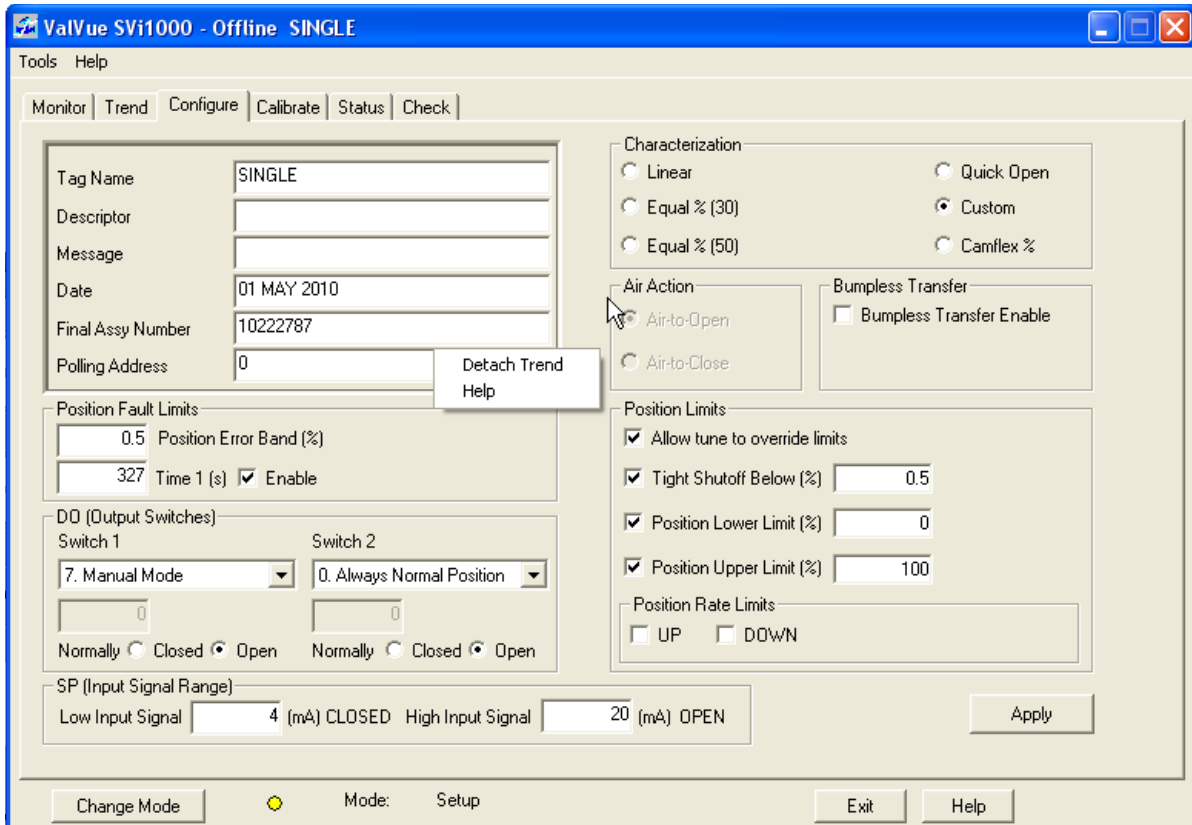 ValVue SVi1000 - Offline SINGLE
Tools Help
Monitor Trend Configure Calibrate Status Check
Tag Name SINGLE
Descriptor
Message
Date 01 MAY 2010
Final Assy Number 10222787
Polling Address 0
Detach Trend
Help
Position Fault Limits
0.5 Position Error Band (%)
327 Time 1 (s) Enable
DO (Output Switches)
Switch 1 Switch 2
7. Manual Mode 0. Always Normal Position
0 0
Normally Closed Open Normally Closed Open
Characterization
Linear Quick Open
Equal % (30) Custom
Equal % (50) Camflex %
Air Action
Air-to-Open
Air-to-Close
Bumpless Transfer
Bumpless Transfer Enable
Position Limits
Allow tune to override limits
Tight Shutoff Below (%) 0.5
Position Lower Limit (%) 0
Position Upper Limit (%) 100
Position Rate Limits
UP DOWN
SP (Input Signal Range)
Low Input Signal 4 (mA) CLOSED High Input Signal 20 (mA) OPEN
Apply
Change Mode Mode: Setup Exit Help